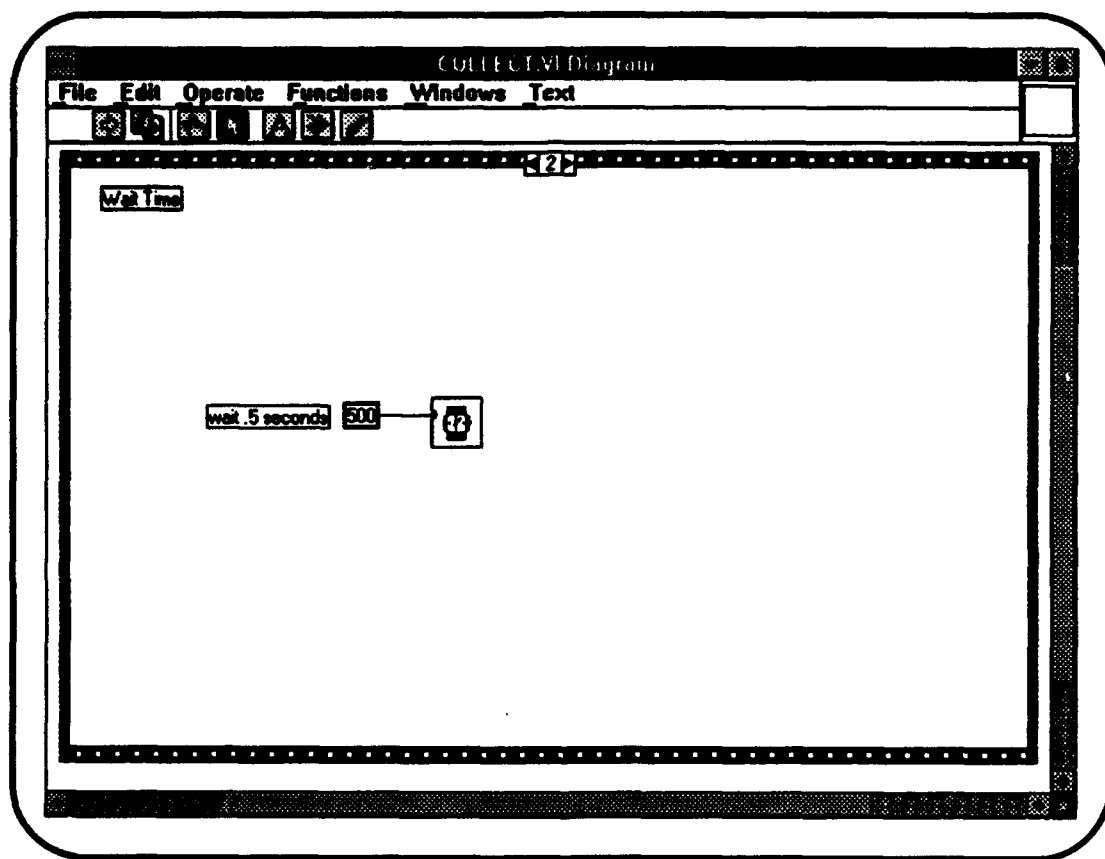 COLLECT.VI Diagram
File Edit Operate Functions Windows Text
2
Wait Time
wait .5 seconds 500